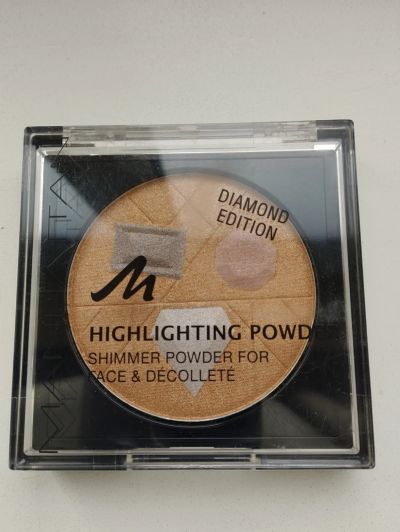 DIAMOND
EDITION
M
HIGHLIGHTING POWD
SHIMMER POWDER FOR
FACE & DÉCOLLETÉ